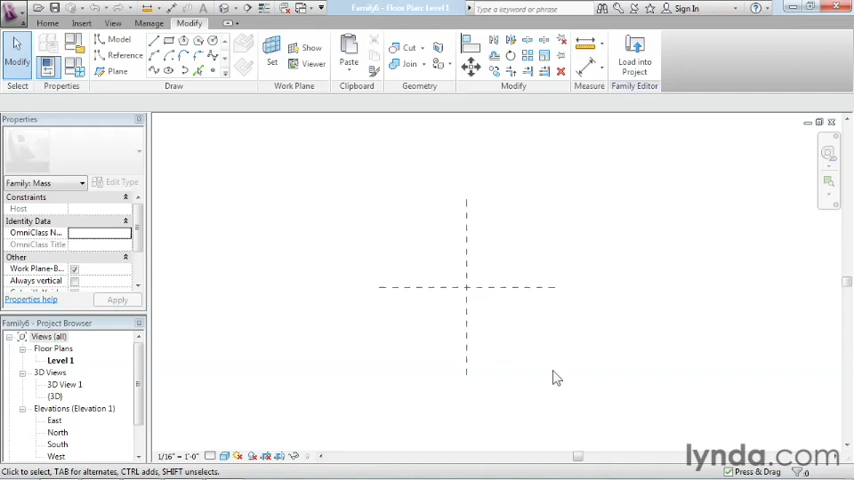 Family6 - Floor Plan: Level 1
Type a keyword or phrase
Sign In
Home Insert View Manage Modify
Modify
Model
Reference
Plane
Set
Show
Viewer
Paste
Cut
Join
Load into
Project
Select Properties Draw Work Plane Clipboard Geometry Modify Measure Family Editor
Properties
Family: Mass
Edit Type
Constraints
Host
Identity Data
OmniClass N...
OmniClass Title
Other
Work Plane-B...
Always vertical
Properties help
Apply
Family6 - Project Browser
Views (all)
Floor Plans
Level 1
3D Views
3D View 1
{3D}
Elevations (Elevation 1)
East
North
South
West
1/16" = 1'-0"
lynda.com
Click to select, TAB for alternates, CTRL adds, SHIFT unselects.
Press & Drag
:0